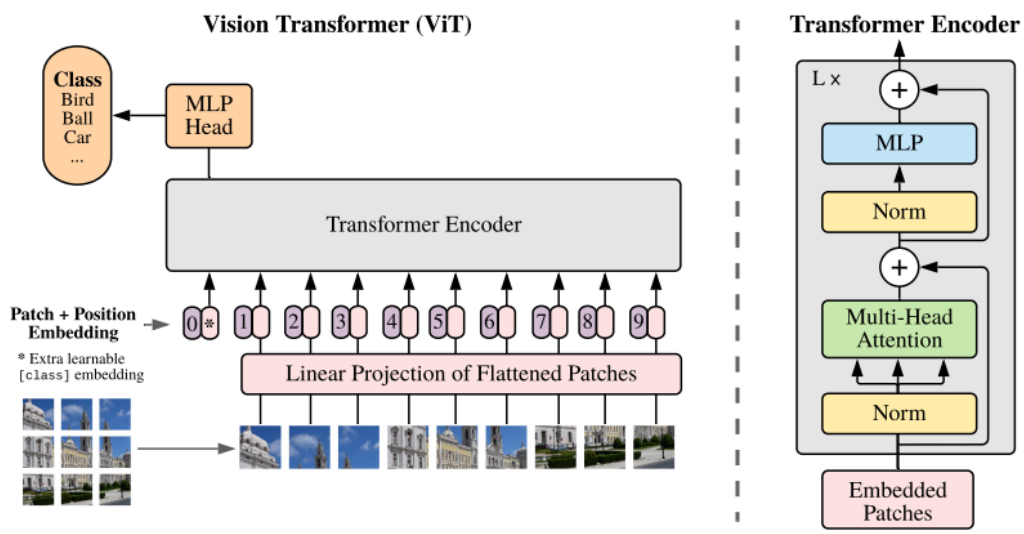 Vision Transformer (ViT)
Class
Bird
Ball
Car
...
MLP
Head
Transformer Encoder
Patch + Position
Embedding
0 * 1 2 3 4 5 6 7 8 9
* Extra learnable
[class] embedding
Linear Projection of Flattened Patches
Transformer Encoder
L ×
+
MLP
Norm
+
Multi-Head
Attention
Norm
Embedded
Patches